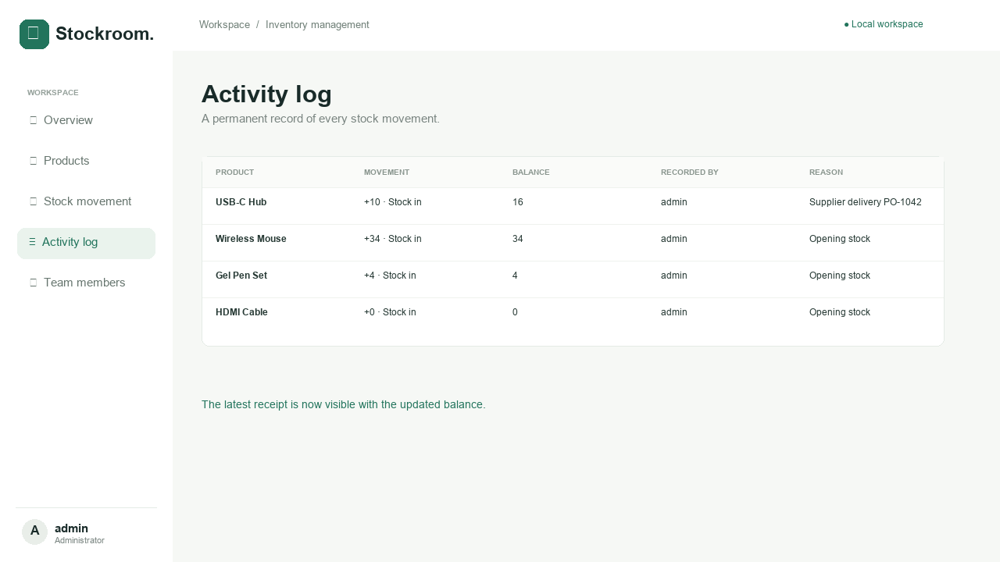 Stockroom.
Workspace / Inventory management
● Local workspace
WORKSPACE
Overview
Products
Stock movement
Activity log
Team members
Activity log
A permanent record of every stock movement.
PRODUCT MOVEMENT BALANCE RECORDED BY REASON
USB-C Hub +10 · Stock in 16 admin Supplier delivery PO-1042
Wireless Mouse +34 · Stock in 34 admin Opening stock
Gel Pen Set +4 · Stock in 4 admin Opening stock
HDMI Cable +0 · Stock in 0 admin Opening stock
The latest receipt is now visible with the updated balance.
A
admin
Administrator